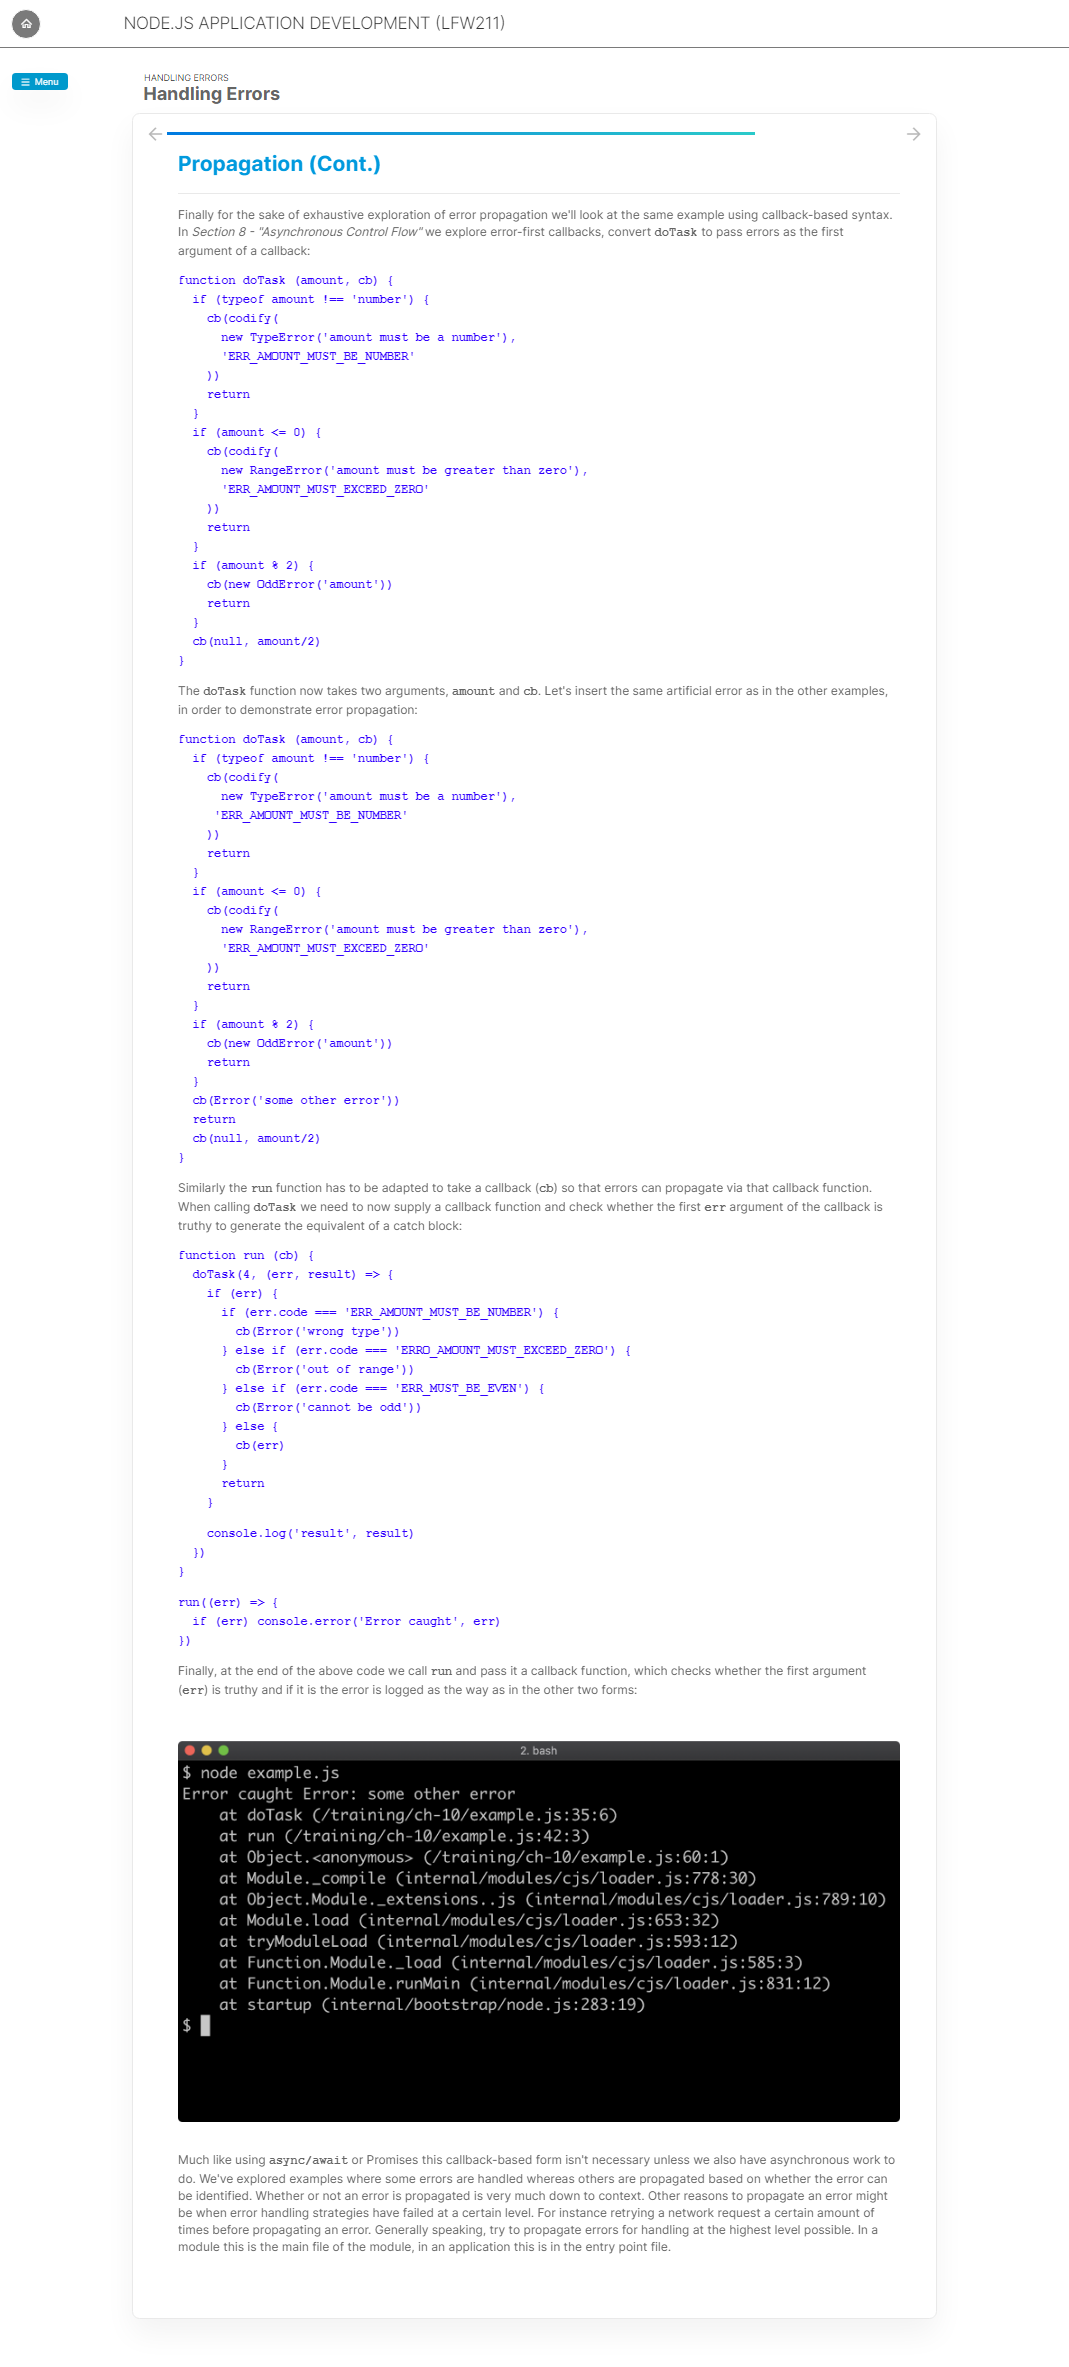 NODE.JS APPLICATION DEVELOPMENT (LFW211)
Menu
HANDLING ERRORS
Handling Errors
Propagation (Cont.)
Finally for the sake of exhaustive exploration of error propagation we'll look at the same example using callback-based syntax.
In Section 8 - "Asynchronous Control Flow" we explore error-first callbacks, convert doTask to pass errors as the first
argument of a callback:
function doTask (amount, cb) {
  if (typeof amount !== 'number') {
    cb(codify(
      new TypeError('amount must be a number'),
      'ERR_AMOUNT_MUST_BE_NUMBER'
    ))
    return
  }
  if (amount <= 0) {
    cb(codify(
      new RangeError('amount must be greater than zero'),
      'ERR_AMOUNT_MUST_EXCEED_ZERO'
    ))
    return
  }
  if (amount % 2) {
    cb(new OddError('amount'))
    return
  }
  cb(null, amount/2)
}
The doTask function now takes two arguments, amount and cb. Let's insert the same artificial error as in the other examples,
in order to demonstrate error propagation:
function doTask (amount, cb) {
  if (typeof amount !== 'number') {
    cb(codify(
      new TypeError('amount must be a number'),
     'ERR_AMOUNT_MUST_BE_NUMBER'
    ))
    return
  }
  if (amount <= 0) {
    cb(codify(
      new RangeError('amount must be greater than zero'),
      'ERR_AMOUNT_MUST_EXCEED_ZERO'
    ))
    return
  }
  if (amount % 2) {
    cb(new OddError('amount'))
    return
  }
  cb(Error('some other error'))
  return
  cb(null, amount/2)
}
Similarly the run function has to be adapted to take a callback (cb) so that errors can propagate via that callback function.
When calling doTask we need to now supply a callback function and check whether the first err argument of the callback is
truthy to generate the equivalent of a catch block:
function run (cb) {
  doTask(4, (err, result) => {
    if (err) {
      if (err.code === 'ERR_AMOUNT_MUST_BE_NUMBER') {
        cb(Error('wrong type'))
      } else if (err.code === 'ERRO_AMOUNT_MUST_EXCEED_ZERO') {
        cb(Error('out of range'))
      } else if (err.code === 'ERR_MUST_BE_EVEN') {
        cb(Error('cannot be odd'))
      } else {
        cb(err)
      }
      return
    }
    console.log('result', result)
  })
}
run((err) => {
  if (err) console.error('Error caught', err)
})
Finally, at the end of the above code we call run and pass it a callback function, which checks whether the first argument
(err) is truthy and if it is the error is logged as the way as in the other two forms:
2. bash
$ node example.js
Error caught Error: some other error
    at doTask (/training/ch-10/example.js:35:6)
    at run (/training/ch-10/example.js:42:3)
    at Object.<anonymous> (/training/ch-10/example.js:60:1)
    at Module._compile (internal/modules/cjs/loader.js:778:30)
    at Object.Module._extensions..js (internal/modules/cjs/loader.js:789:10)
    at Module.load (internal/modules/cjs/loader.js:653:32)
    at tryModuleLoad (internal/modules/cjs/loader.js:593:12)
    at Function.Module._load (internal/modules/cjs/loader.js:585:3)
    at Function.Module.runMain (internal/modules/cjs/loader.js:831:12)
    at startup (internal/bootstrap/node.js:283:19)
$
Much like using async/await or Promises this callback-based form isn't necessary unless we also have asynchronous work to
do. We've explored examples where some errors are handled whereas others are propagated based on whether the error can
be identified. Whether or not an error is propagated is very much down to context. Other reasons to propagate an error might
be when error handling strategies have failed at a certain level. For instance retrying a network request a certain amount of
times before propagating an error. Generally speaking, try to propagate errors for handling at the highest level possible. In a
module this is the main file of the module, in an application this is in the entry point file.